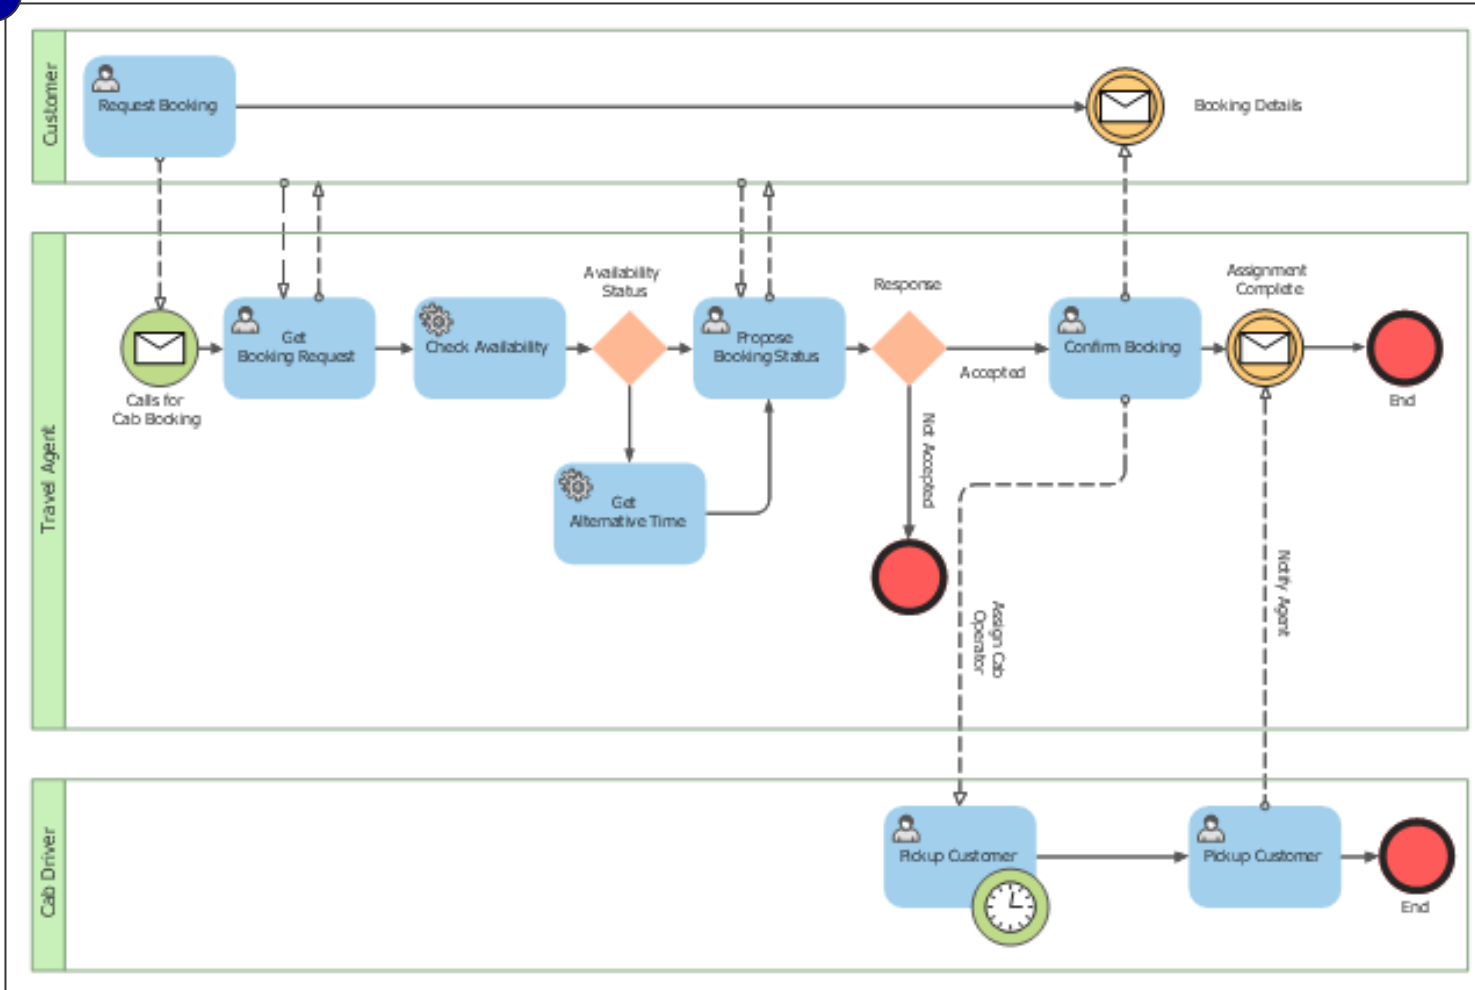 Customer
Request Booking
Booking Details
Travel Agent
Calls for
Cab Booking
Get
Booking Request
Check Availability
Availability
Status
Get
Alternative Time
Propose
Booking Status
Response
Accepted
Not Accepted
Confirm Booking
Assignment
Complete
End
Assign Cab
Operator
Notify Agent
Cab Driver
Pickup Customer
Pickup Customer
End